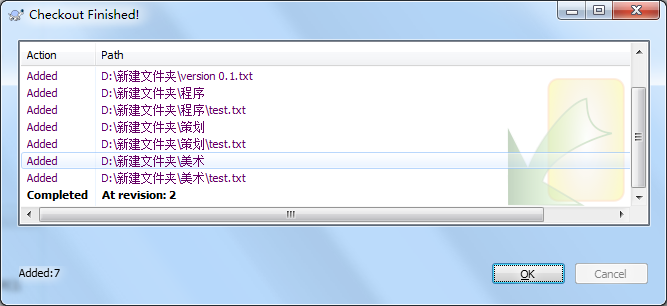 Checkout Finished!
Action Path
Added D:\新建文件夹\version 0.1.txt
Added D:\新建文件夹\程序
Added D:\新建文件夹\程序\test.txt
Added D:\新建文件夹\策划
Added D:\新建文件夹\策划\test.txt
Added D:\新建文件夹\美术
Added D:\新建文件夹\美术\test.txt
Completed At revision: 2
Added:7
OK Cancel